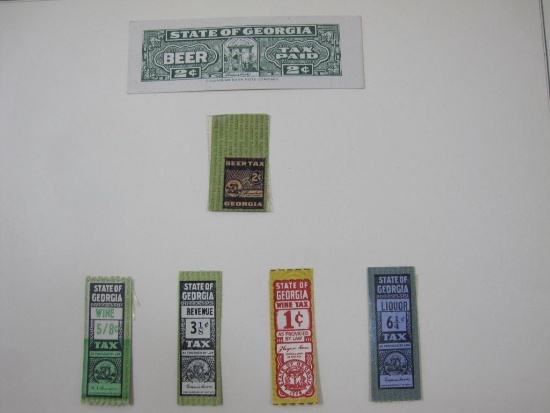 STATE OF GEORGIA
BEER
TAX
PAID
2¢
2¢
BEER TAX
2¢
GEORGIA
STATE OF
GEORGIA
WINE
5/8¢
TAX
STATE OF
GEORGIA
REVENUE
3 1/8 ¢
TAX
STATE OF
GEORGIA
WINE TAX
1¢
AS PROVIDED
BY LAW
STATE OF
GEORGIA
LIQUOR
6 1/4 ¢
TAX